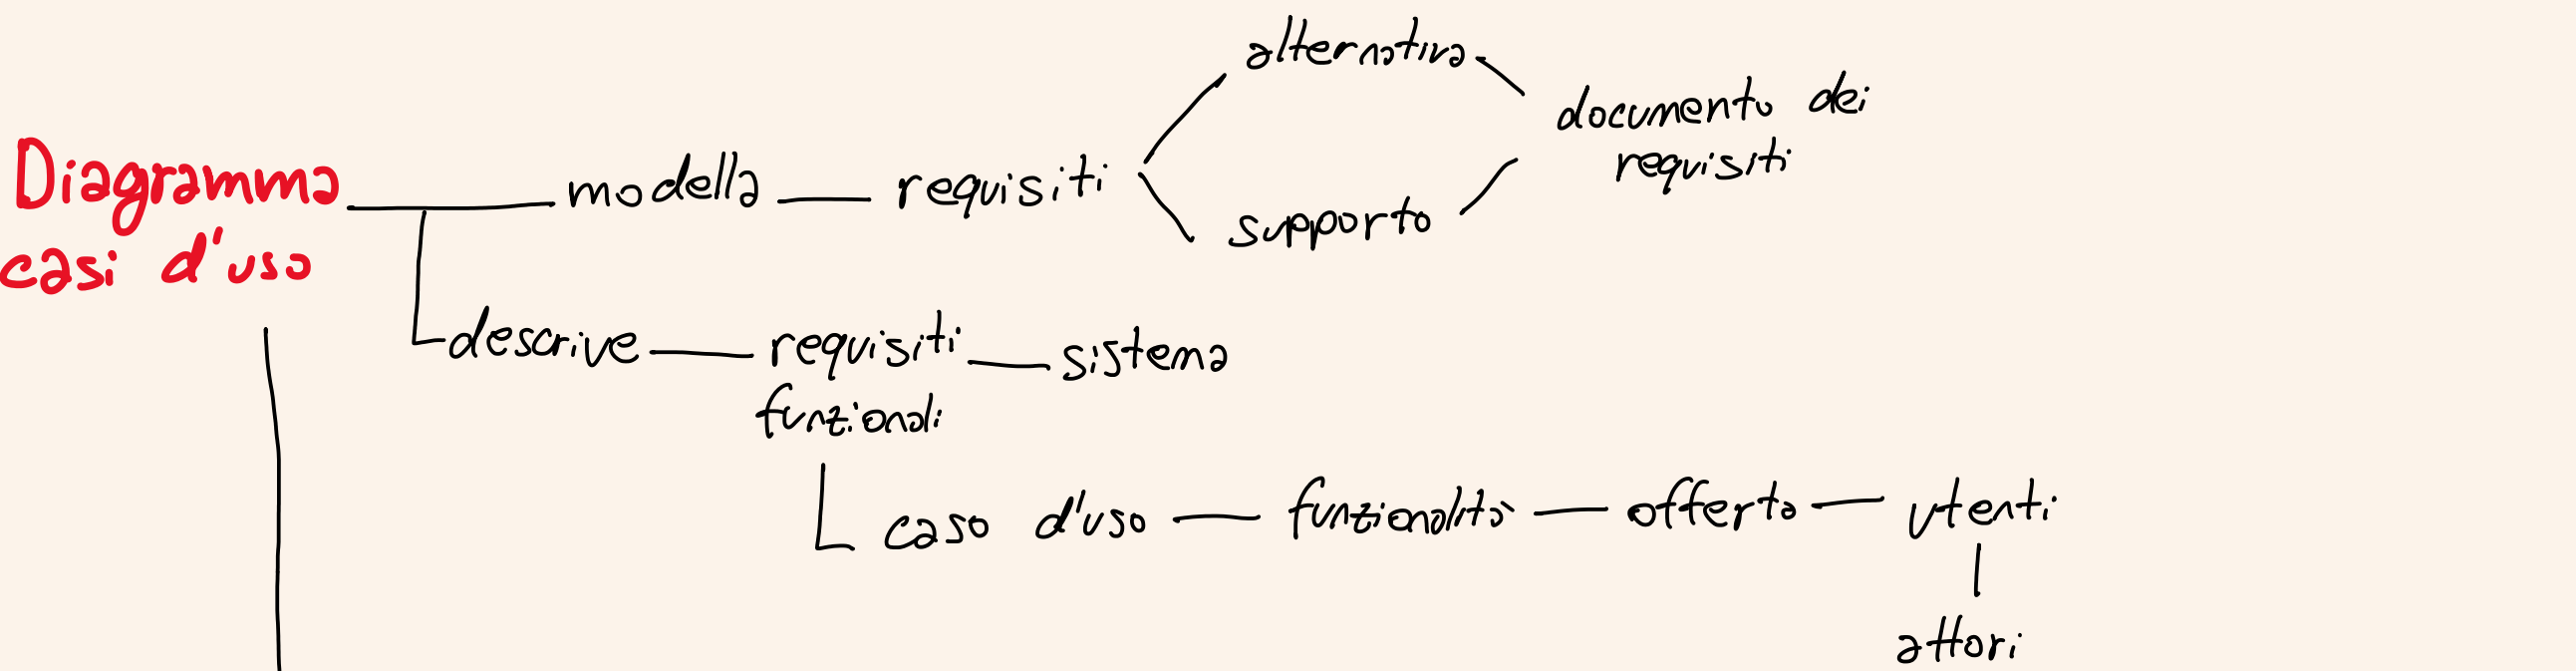 alternativa
documento dei
requisiti
Diagramma
casi d'uso
modella
requisiti
supporto
descrive
requisiti
funzionali
sistema
caso d'uso
funzionalità
offerta
utenti
attori